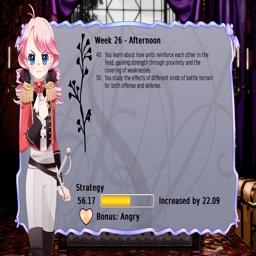 Week 26 - Afternoon
40: You learn about how units reinforce each other in the
field, gaining strength through proximity and the
covering of weaknesses.
50: You study the effects of different kinds of battle terrain
for both offense and defense.
Strategy
56.17 Increased by 22.09
Bonus: Angry